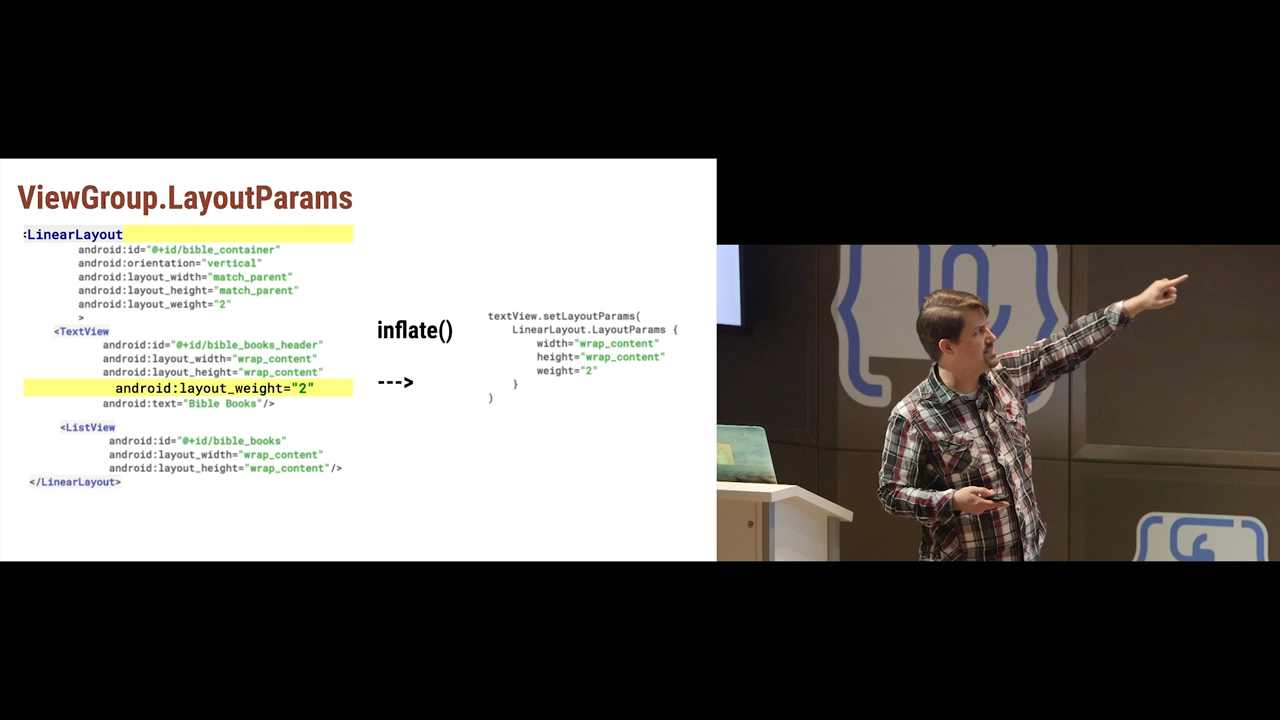 ViewGroup.LayoutParams
<LinearLayout
android:id="@+id/bible_container"
android:orientation="vertical"
android:layout_width="match_parent"
android:layout_height="match_parent"
android:layout_weight="2"
>
<TextView
android:id="@+id/bible_books_header"
android:layout_width="wrap_content"
android:layout_height="wrap_content"
android:layout_weight="2"
android:text="Bible Books"/>
<ListView
android:id="@+id/bible_books"
android:layout_width="wrap_content"
android:layout_height="wrap_content"/>
</LinearLayout>
inflate()
--->
textView.setLayoutParams(
LinearLayout.LayoutParams {
width="wrap_content"
height="wrap_content"
weight="2"
}
)